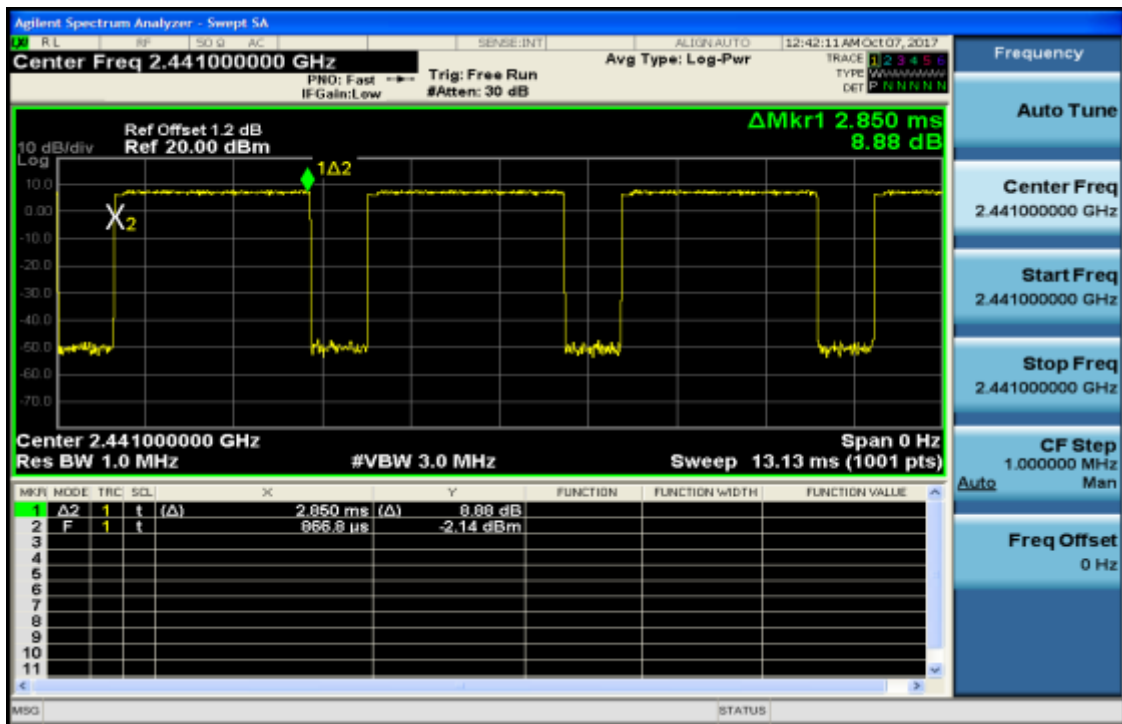 Agilent Spectrum Analyzer - Swept SA
RL RF 50 Ω AC SENSE:INT ALIGN AUTO 12:42:11 AM Oct 07, 2017
Center Freq 2.441000000 GHz
PNO: Fast
IFGain:Low
Trig: Free Run
#Atten: 30 dB
Avg Type: Log-Pwr
TRACE 1 2 3 4 5 6
TYPE
DET P N N N N N
Frequency
Auto Tune
Center Freq
2.441000000 GHz
Start Freq
2.441000000 GHz
Stop Freq
2.441000000 GHz
CF Step
1.000000 MHz
Auto Man
Freq Offset
0 Hz
ΔMkr1 2.850 ms
8.88 dB
Ref Offset 1.2 dB
10 dB/div Ref 20.00 dBm
Log
10.0
0.00
-10.0
-20.0
-30.0
-40.0
-50.0
-60.0
-70.0
1Δ2
X2
Center 2.441000000 GHz Span 0 Hz
Res BW 1.0 MHz #VBW 3.0 MHz Sweep 13.13 ms (1001 pts)
MKR MODE TRC SCL X Y FUNCTION FUNCTION WIDTH FUNCTION VALUE
1 Δ2 1 t (Δ) 2.850 ms (Δ) 8.88 dB
2 F 1 t 866.8 µs -2.14 dBm
3
4
5
6
7
8
9
10
11
MSG STATUS